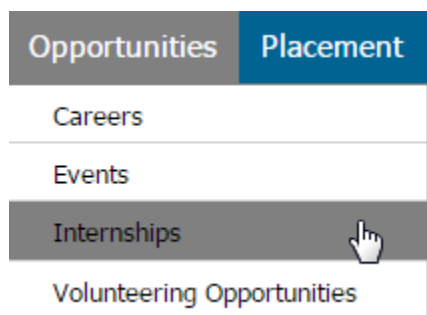 Opportunities Placement
Careers
Events
Internships
Volunteering Opportunities